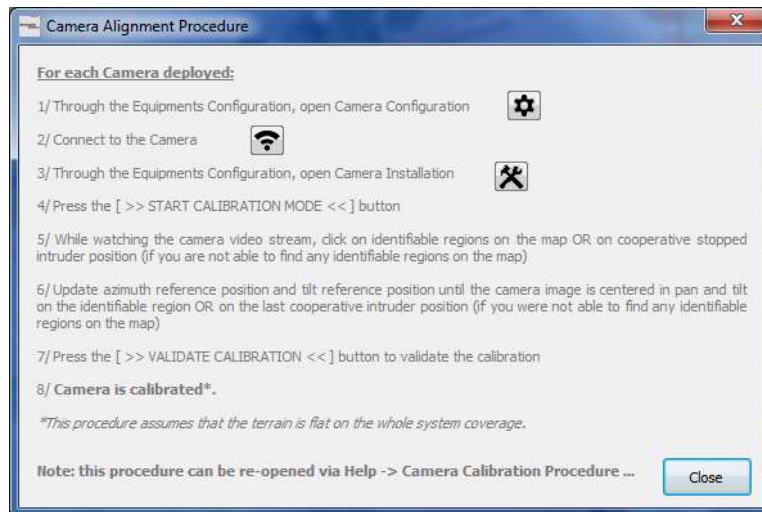 Camera Alignment Procedure
For each Camera deployed:
1/ Through the Equipments Configuration, open Camera Configuration
2/ Connect to the Camera
3/ Through the Equipments Configuration, open Camera Installation
4/ Press the [ >> START CALIBRATION MODE << ] button
5/ While watching the camera video stream, click on identifiable regions on the map OR on cooperative stopped
intruder position (if you are not able to find any identifiable regions on the map)
6/ Update azimuth reference position and tilt reference position until the camera image is centered in pan and tilt
on the identifiable region OR on the last cooperative intruder position (if you were not able to find any identifiable
regions on the map)
7/ Press the [ >> VALIDATE CALIBRATION << ] button to validate the calibration
8/ Camera is calibrated*.
*This procedure assumes that the terrain is flat on the whole system coverage.
Note: this procedure can be re-opened via Help -> Camera Calibration Procedure ...
Close